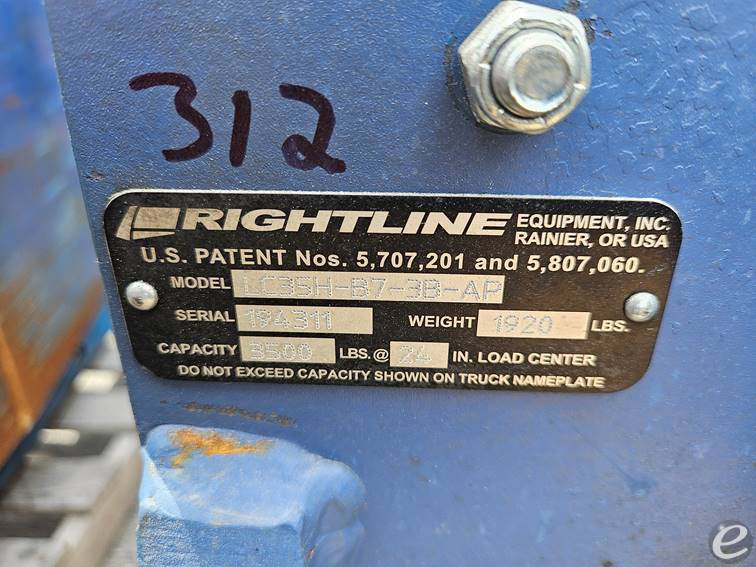 312
RIGHTLINE EQUIPMENT, INC.
RAINIER, OR USA
U.S. PATENT Nos. 5,707,201 and 5,807,060.
MODEL LC35H-B7-3B-AP
SERIAL 194311 WEIGHT 1920 LBS.
CAPACITY 3500 LBS.@ 24 IN. LOAD CENTER
DO NOT EXCEED CAPACITY SHOWN ON TRUCK NAMEPLATE
e